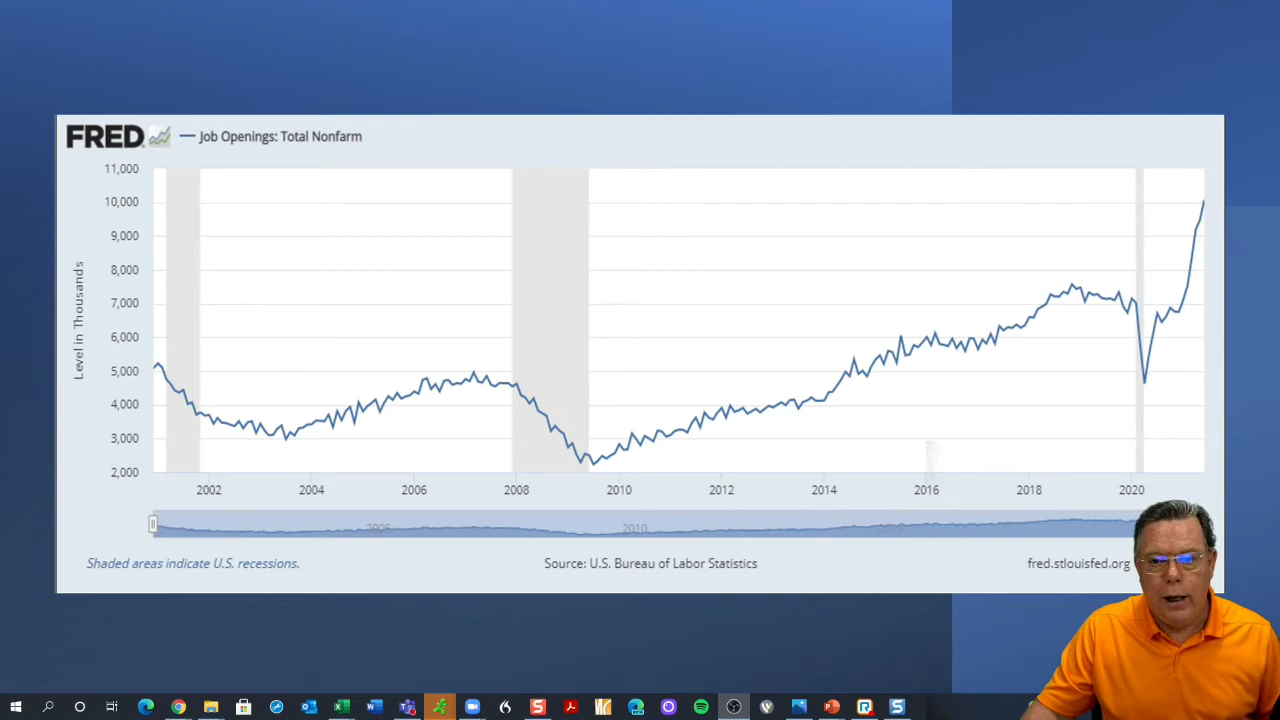 FRED
Job Openings: Total Nonfarm
11,000
10,000
9,000
8,000
7,000
6,000
5,000
4,000
3,000
2,000
Level in Thousands
2002 2004 2006 2008 2010 2012 2014 2016 2018 2020
2005 2010
Shaded areas indicate U.S. recessions.
Source: U.S. Bureau of Labor Statistics
fred.stlouisfed.org